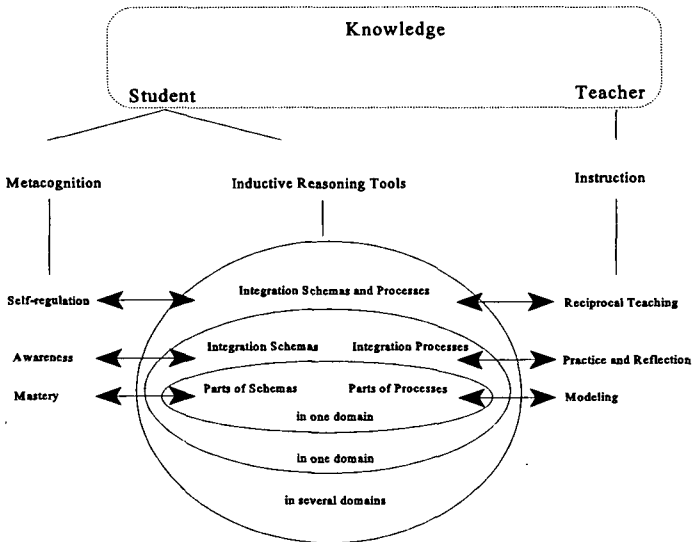 Knowledge
Student Teacher
Metacognition Inductive Reasoning Tools Instruction
Self-regulation Integration Schemas and Processes Reciprocal Teaching
Awareness Integration Schemas Integration Processes Practice and Reflection
Mastery Parts of Schemas Parts of Processes Modeling
in one domain
in one domain
in several domains